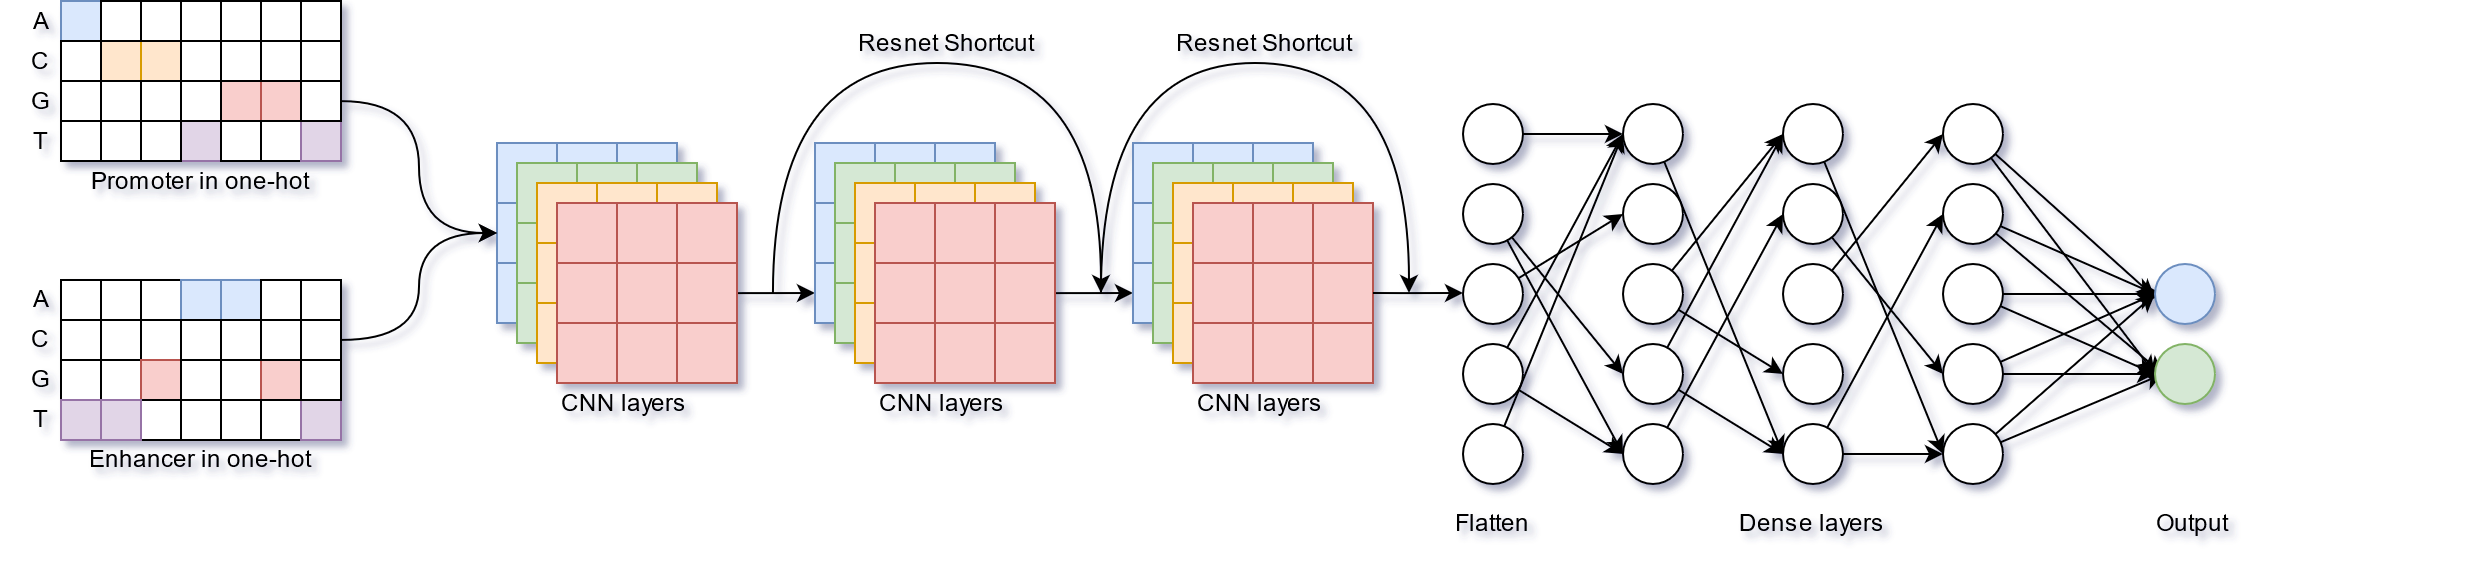 A
C
G
T
Promoter in one-hot
A
C
G
T
Enhancer in one-hot
Resnet Shortcut
Resnet Shortcut
CNN layers
CNN layers
CNN layers
Flatten
Dense layers
Output